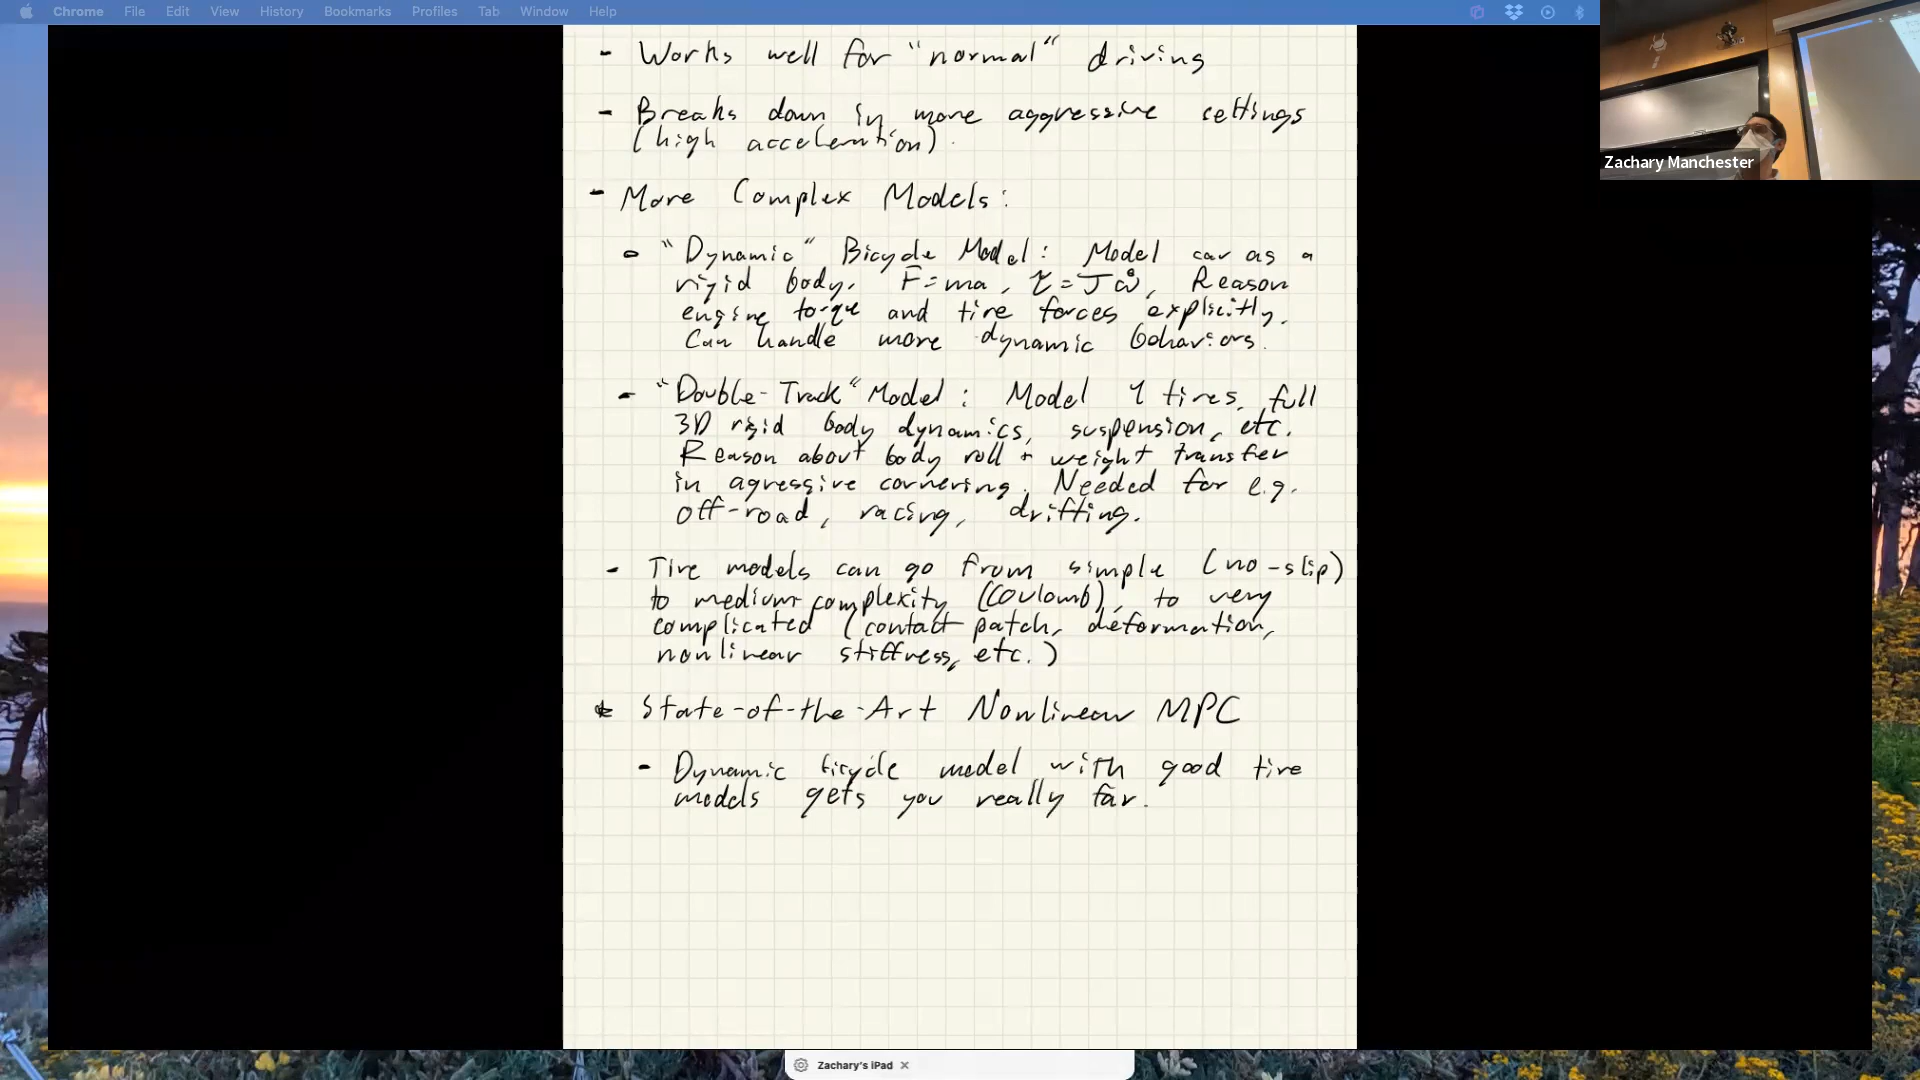 Chrome File Edit View History Bookmarks Profiles Tab Window Help
Zachary Manchester
- Works well for "normal" driving
- Breaks down in more aggressive settings
(high acceleration).
- More Complex Models:
o "Dynamic" Bicycle Model: Model car as a
rigid body. F=ma, τ=Jω̇, Reason
engine torque and tire forces explicitly.
Can handle more dynamic behaviors.
- "Double-Track" Model: Model 4 tires, full
3D rigid body dynamics, suspension, etc.
Reason about body roll + weight transfer
in agressive cornering. Needed for e.g.
off-road, racing, drifting.
- Tire models can go from simple (no-slip)
to medium complexity (Coulomb), to very
complicated (contact patch, deformation,
nonlinear stiffness, etc.)
* State-of-the-Art Nonlinear MPC
- Dynamic bicycle model with good tire
models gets you really far.
Zachary's iPad